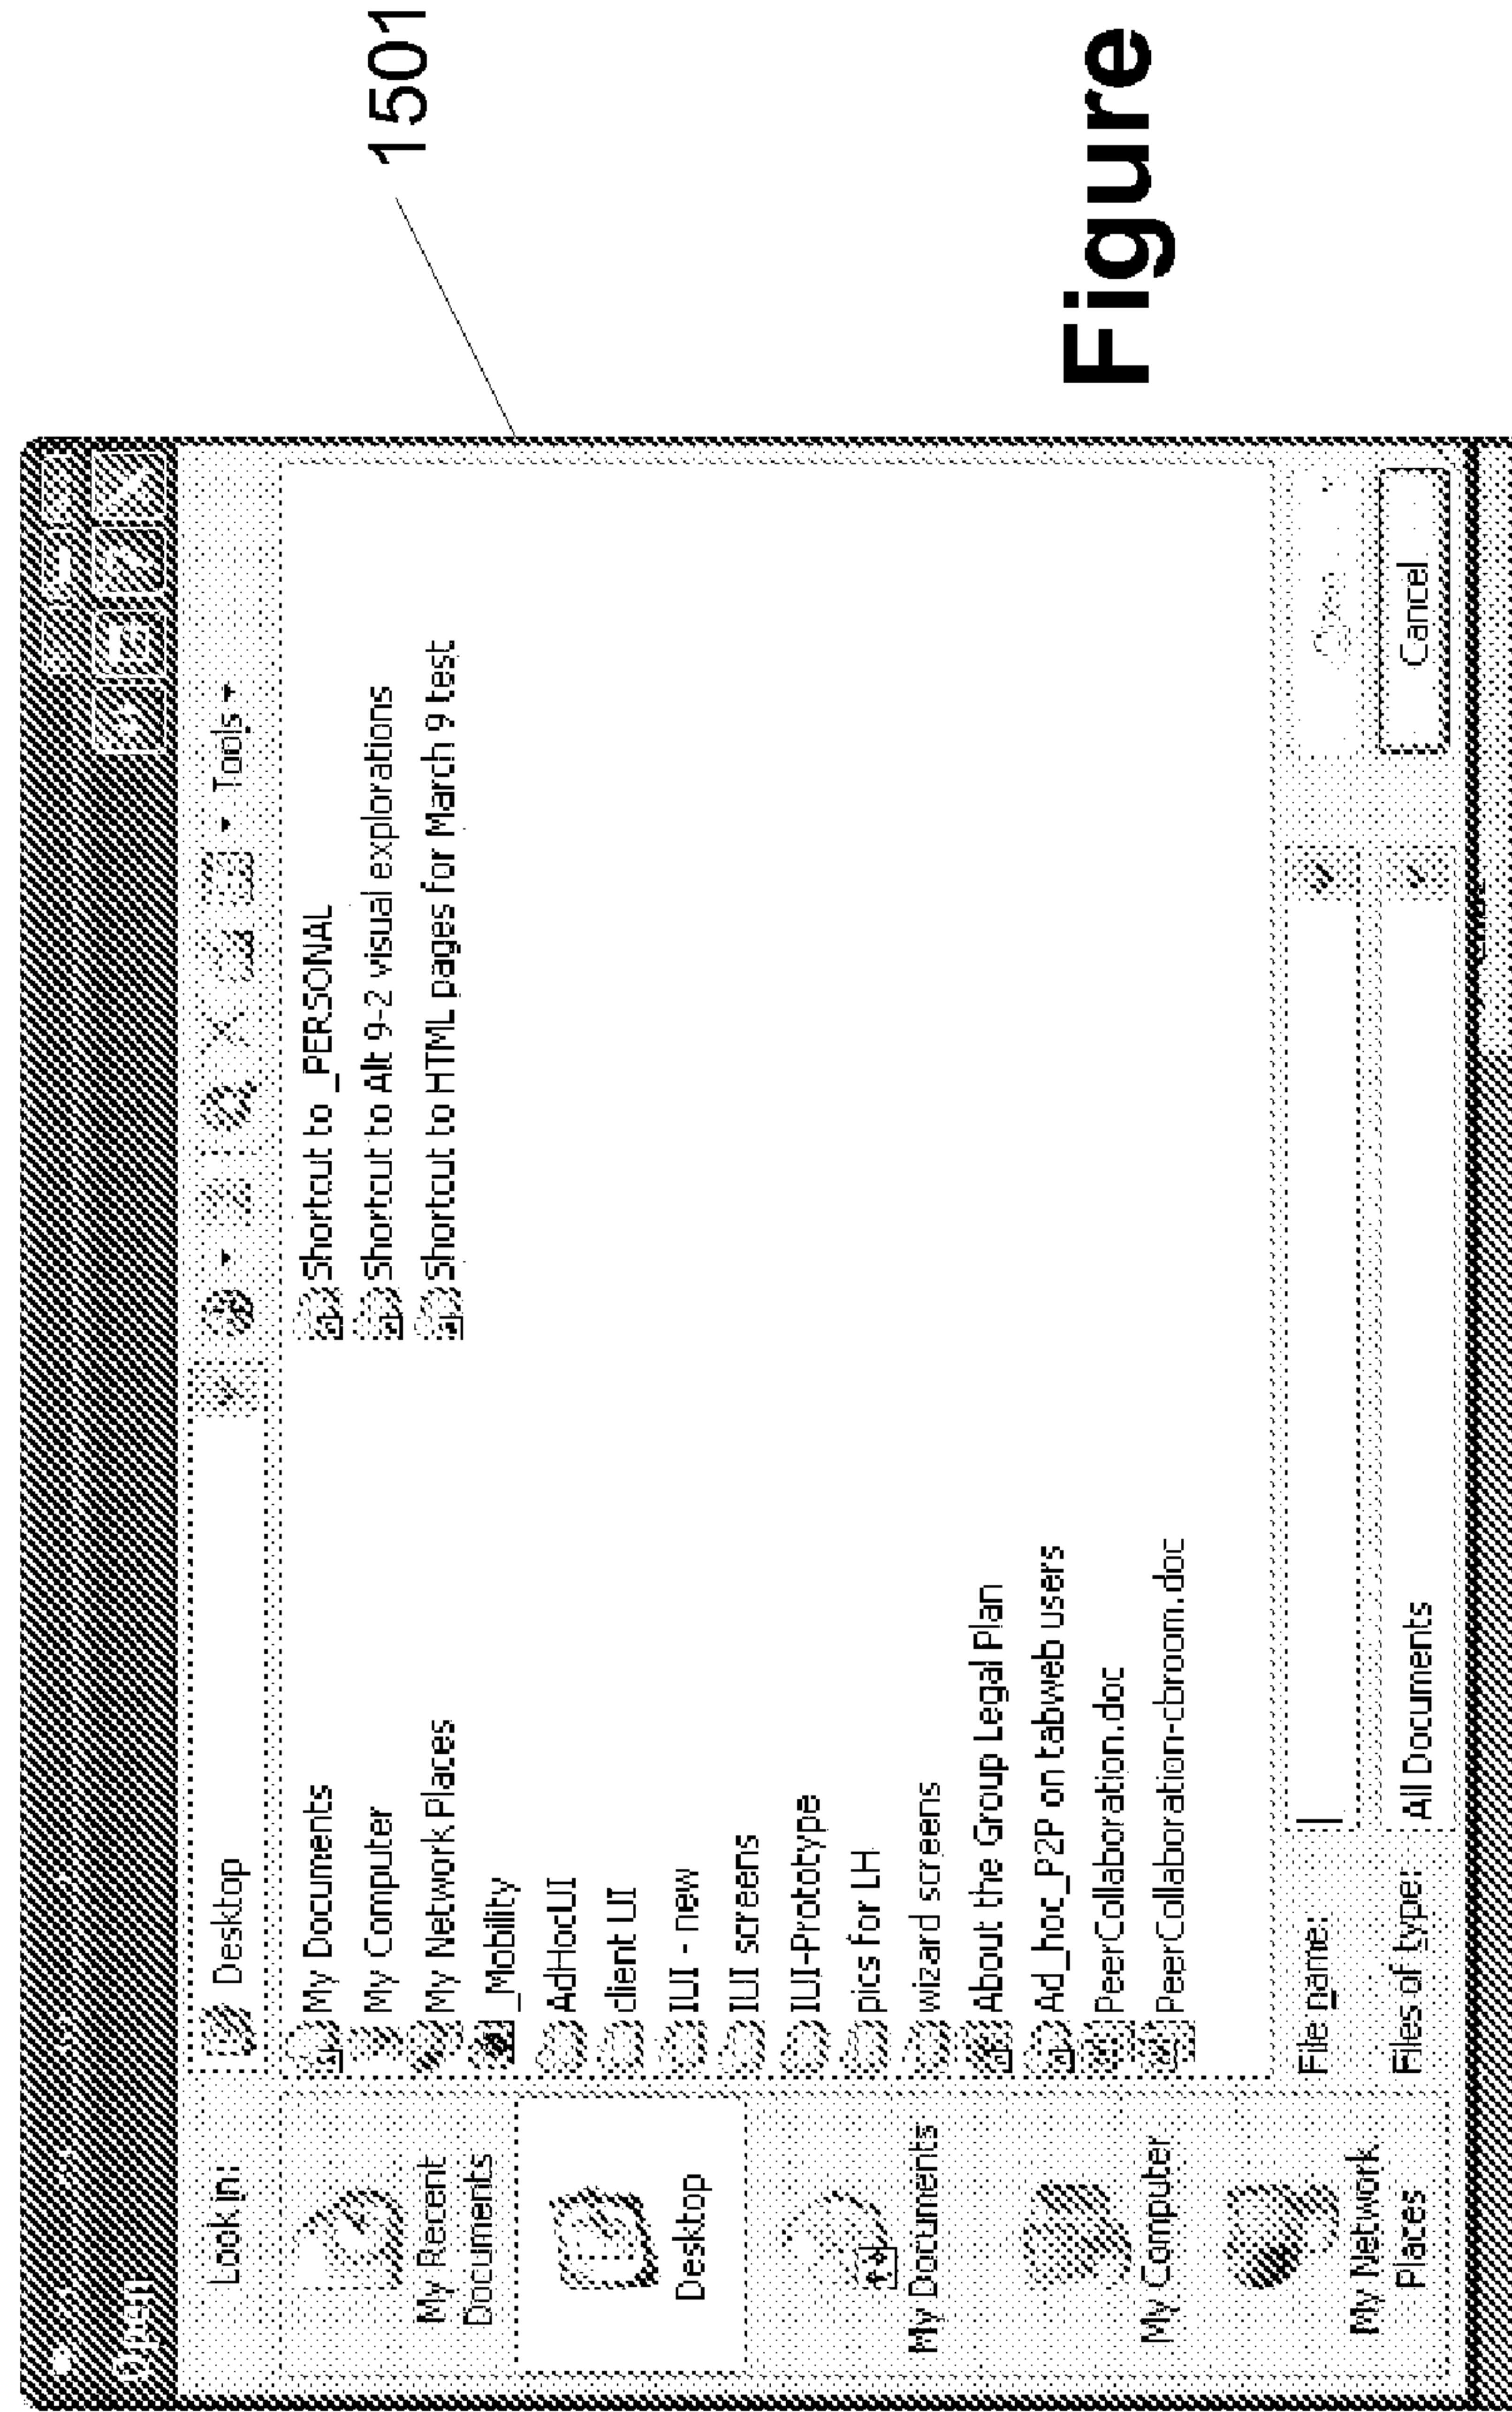 Open
Look in:
Desktop
Tools
My Recent
Documents
Desktop
My Documents
My Computer
My Network
Places
My Documents
My Computer
My Network Places
_Mobility
AdHocUI
client UI
IUI - new
IUI screens
IUI-Prototype
pics for LH
wizard screens
About the Group Legal Plan
Ad_hoc_P2P on tabweb users
PeerCollaboration.doc
PeerCollaboration-cbroom.doc
Shortcut to _PERSONAL
Shortcut to Alt 9-2 visual explorations
Shortcut to HTML pages for March 9 test
File name:
Open
Files of type:
All Documents
Cancel
1501
Figure